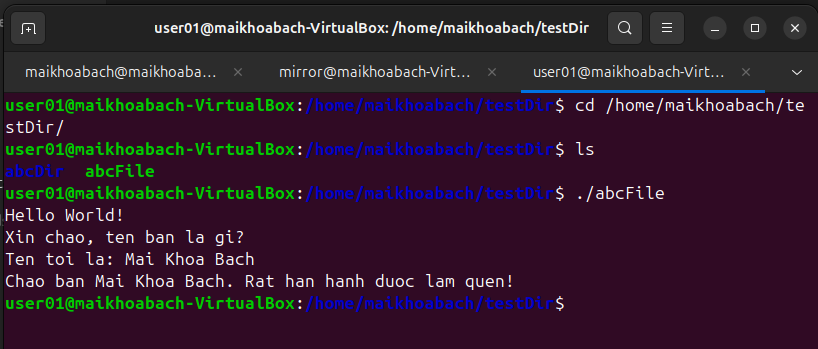 user01@maikhoabach-VirtualBox: /home/maikhoabach/testDir
maikhoabach@maikhoaba...
mirror@maikhoabach-Virt...
user01@maikhoabach-Virt...
user01@maikhoabach-VirtualBox:/home/maikhoabach/testDir$ cd /home/maikhoabach/te
stDir/
user01@maikhoabach-VirtualBox:/home/maikhoabach/testDir$ ls
abcDir  abcFile
user01@maikhoabach-VirtualBox:/home/maikhoabach/testDir$ ./abcFile
Hello World!
Xin chao, ten ban la gi?
Ten toi la: Mai Khoa Bach
Chao ban Mai Khoa Bach. Rat han hanh duoc lam quen!
user01@maikhoabach-VirtualBox:/home/maikhoabach/testDir$